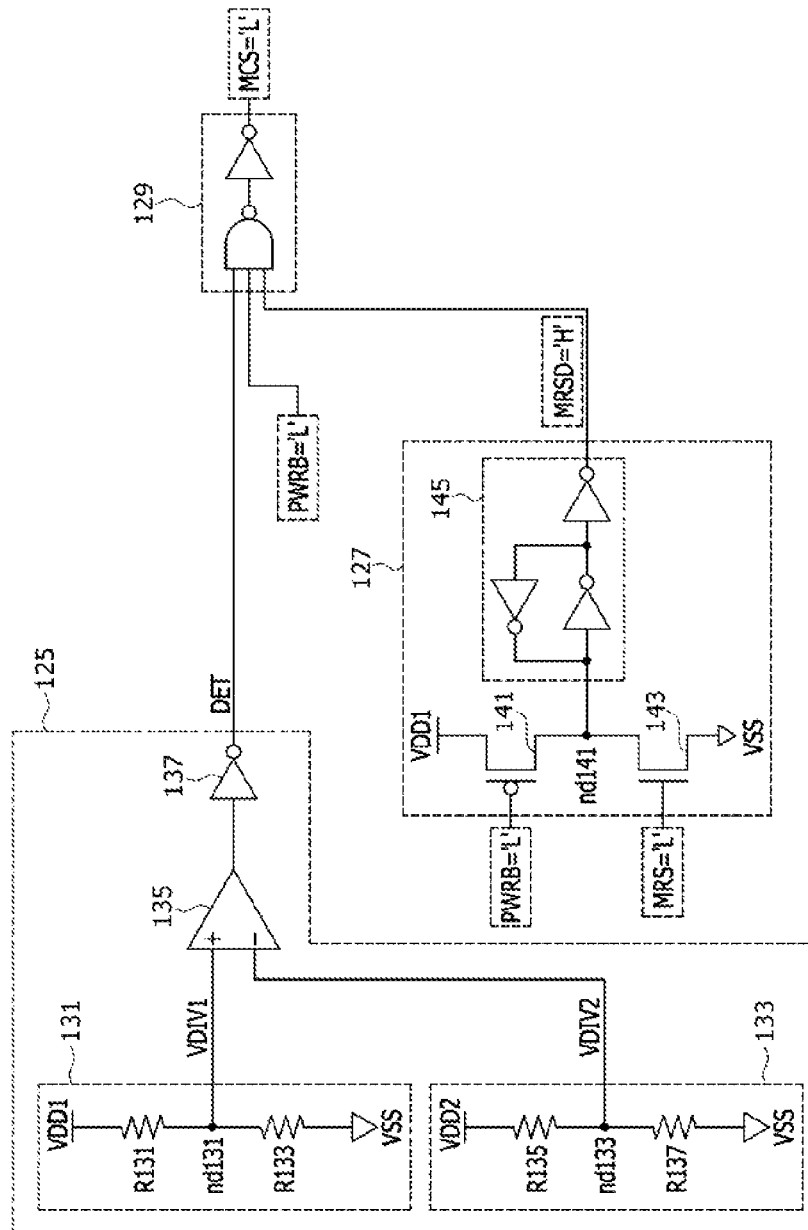 125
131
VDD1
R131
nd131
R133
VSS
VDIV1
135
+
-
137
DET
133
VDD2
R135
nd133
R137
VSS
VDIV2
127
VDD1
PWRB='L'
141
nd141
MRS='L'
143
VSS
145
MRSD='H'
PWRB='L'
129
MCS='L'